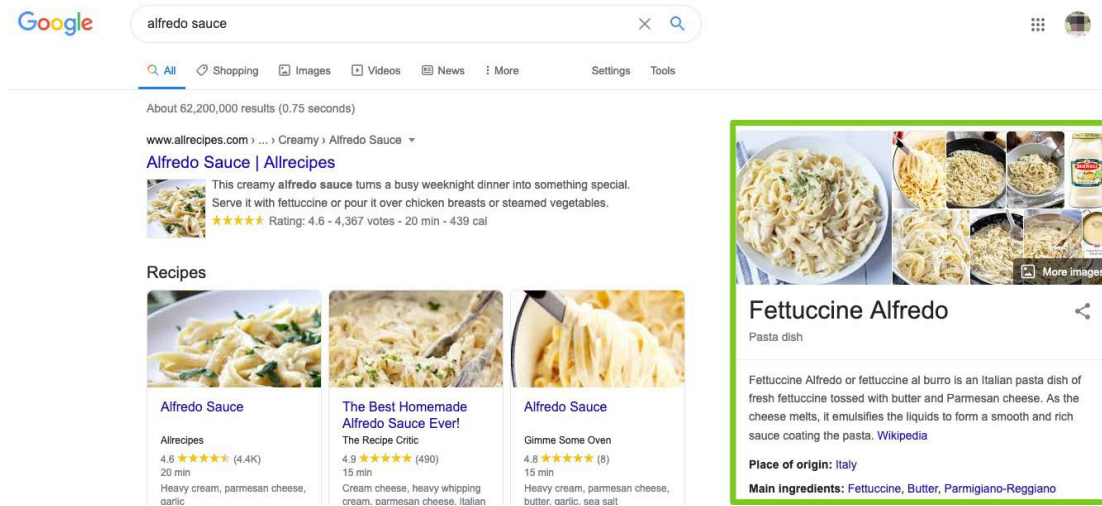 Google
alfredo sauce
All Shopping Images Videos News More Settings Tools
About 62,200,000 results (0.75 seconds)
www.allrecipes.com › ... › Creamy › Alfredo Sauce
Alfredo Sauce | Allrecipes
This creamy alfredo sauce turns a busy weeknight dinner into something special.
Serve it with fettuccine or pour it over chicken breasts or steamed vegetables.
Rating: 4.6 - 4,367 votes - 20 min - 439 cal
Recipes
Alfredo Sauce
Allrecipes
4.6 (4.4K)
20 min
Heavy cream, parmesan cheese,
garlic
The Best Homemade
Alfredo Sauce Ever!
The Recipe Critic
4.9 (490)
15 min
Cream cheese, heavy whipping
cream, parmesan cheese, italian
Alfredo Sauce
Gimme Some Oven
4.8 (8)
15 min
Heavy cream, parmesan cheese,
butter, garlic, sea salt
More images
Fettuccine Alfredo
Pasta dish
Fettuccine Alfredo or fettuccine al burro is an Italian pasta dish of
fresh fettuccine tossed with butter and Parmesan cheese. As the
cheese melts, it emulsifies the liquids to form a smooth and rich
sauce coating the pasta. Wikipedia
Place of origin: Italy
Main ingredients: Fettuccine, Butter, Parmigiano-Reggiano